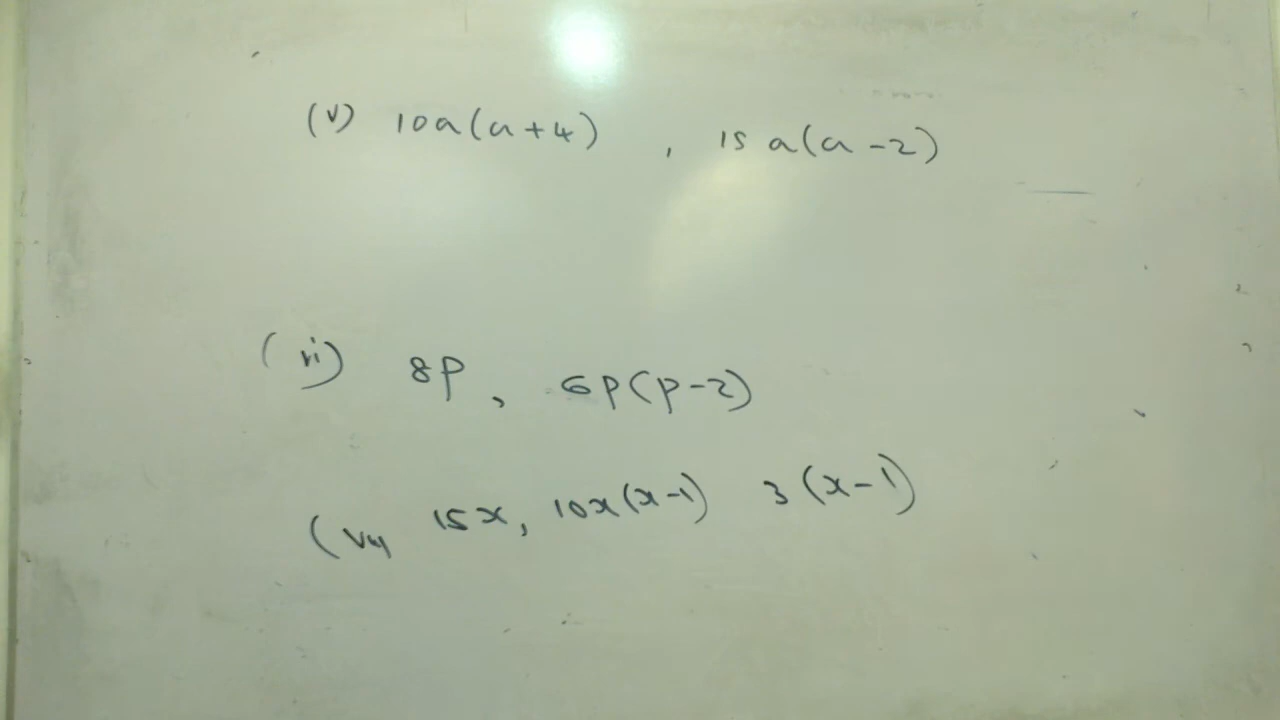 (v) 10a(a+4) , 15 a(a-2)
(vi) 8p, 6p(p-2)
(vii 15x, 10x(x-1) 3(x-1)